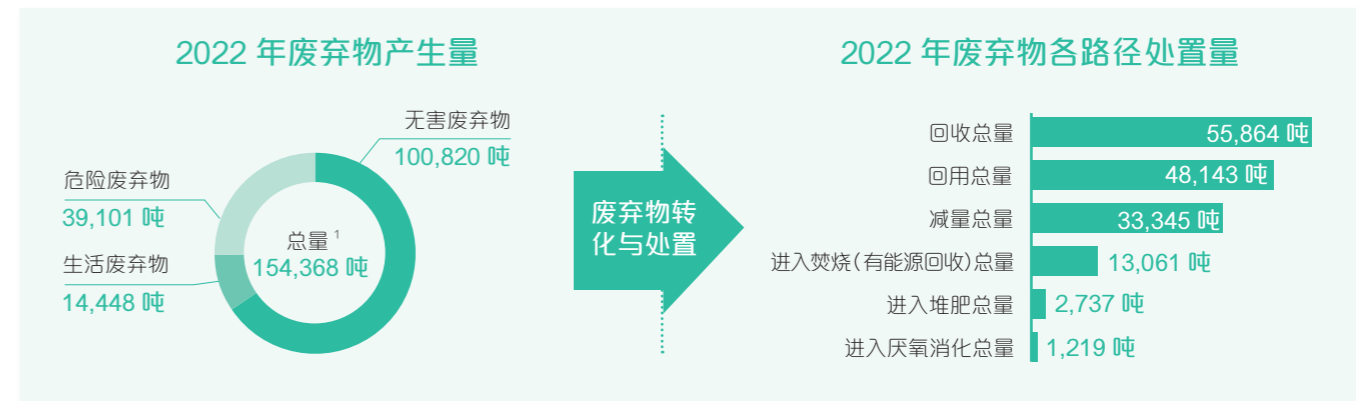 2022 年废弃物产生量
无害废弃物
100,820 吨
危险废弃物
39,101 吨
生活废弃物
14,448 吨
总量 1
154,368 吨
废弃物转
化与处置
2022 年废弃物各路径处置量
回收总量 55,864 吨
回用总量 48,143 吨
减量总量 33,345 吨
进入焚烧(有能源回收)总量 13,061 吨
进入堆肥总量 2,737 吨
进入厌氧消化总量 1,219 吨